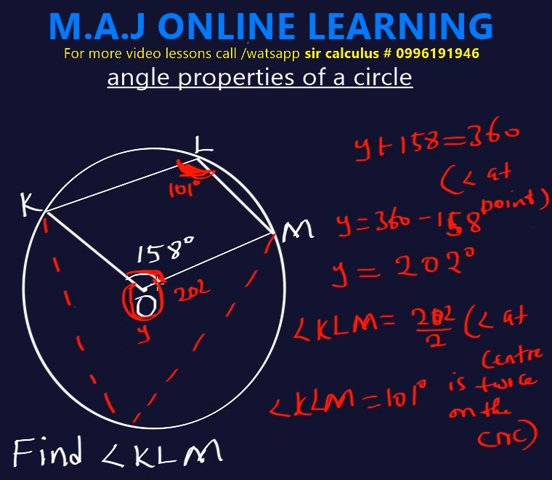 M.A.J ONLINE LEARNING
For more video lessons call /watsapp sir calculus # 0996191946
angle properties of a circle
L
101°
K
M
158°
O
202
y
Find ∠KLM
y+158=360
(∠ at
point)
y=360-158
y=202°
∠KLM= 202/2 (∠ at
centre
is twice
on the
CNC)
∠KLM=101°